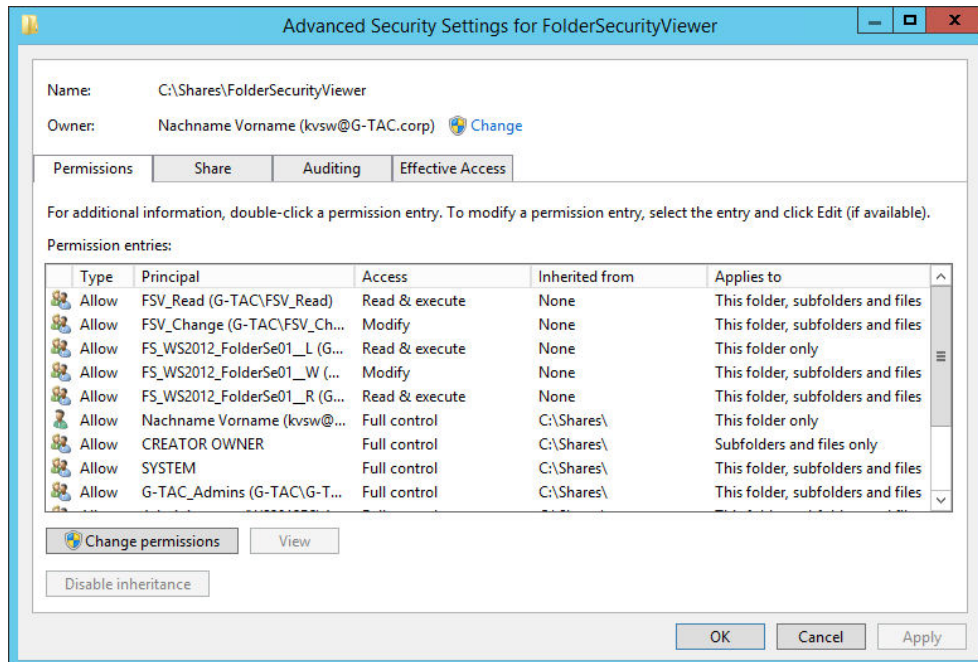 Advanced Security Settings for FolderSecurityViewer
Name: C:\Shares\FolderSecurityViewer
Owner: Nachname Vorname (kvsw@G-TAC.corp) Change
Permissions Share Auditing Effective Access
For additional information, double-click a permission entry. To modify a permission entry, select the entry and click Edit (if available).
Permission entries:
Type Principal Access Inherited from Applies to
Allow FSV_Read (G-TAC\FSV_Read) Read & execute None This folder, subfolders and files
Allow FSV_Change (G-TAC\FSV_Ch... Modify None This folder, subfolders and files
Allow FS_WS2012_FolderSe01__L (G... Read & execute None This folder only
Allow FS_WS2012_FolderSe01__W (... Modify None This folder, subfolders and files
Allow FS_WS2012_FolderSe01__R (G... Read & execute None This folder, subfolders and files
Allow Nachname Vorname (kvsw@... Full control C:\Shares\ This folder only
Allow CREATOR OWNER Full control C:\Shares\ Subfolders and files only
Allow SYSTEM Full control C:\Shares\ This folder, subfolders and files
Allow G-TAC_Admins (G-TAC\G-T... Full control C:\Shares\ This folder, subfolders and files
Change permissions View
Disable inheritance
OK Cancel Apply